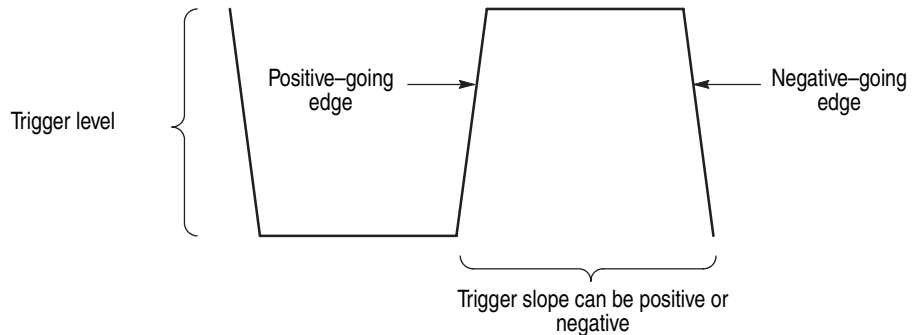 Positive–going
edge
Negative–going
edge
Trigger level
Trigger slope can be positive or
negative